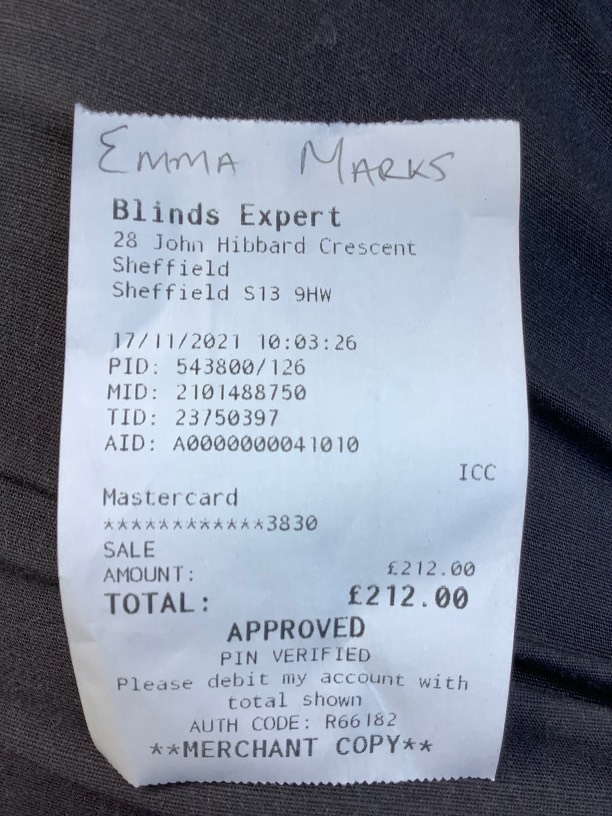 EMMA MARKS
Blinds Expert
28 John Hibbard Crescent
Sheffield
Sheffield S13 9HW
17/11/2021 10:03:26
PID: 543800/126
MID: 2101488750
TID: 23750397
AID: A0000000041010
ICC
Mastercard
************3830
SALE
AMOUNT: £212.00
TOTAL: £212.00
APPROVED
PIN VERIFIED
Please debit my account with
total shown
AUTH CODE: R66182
**MERCHANT COPY**